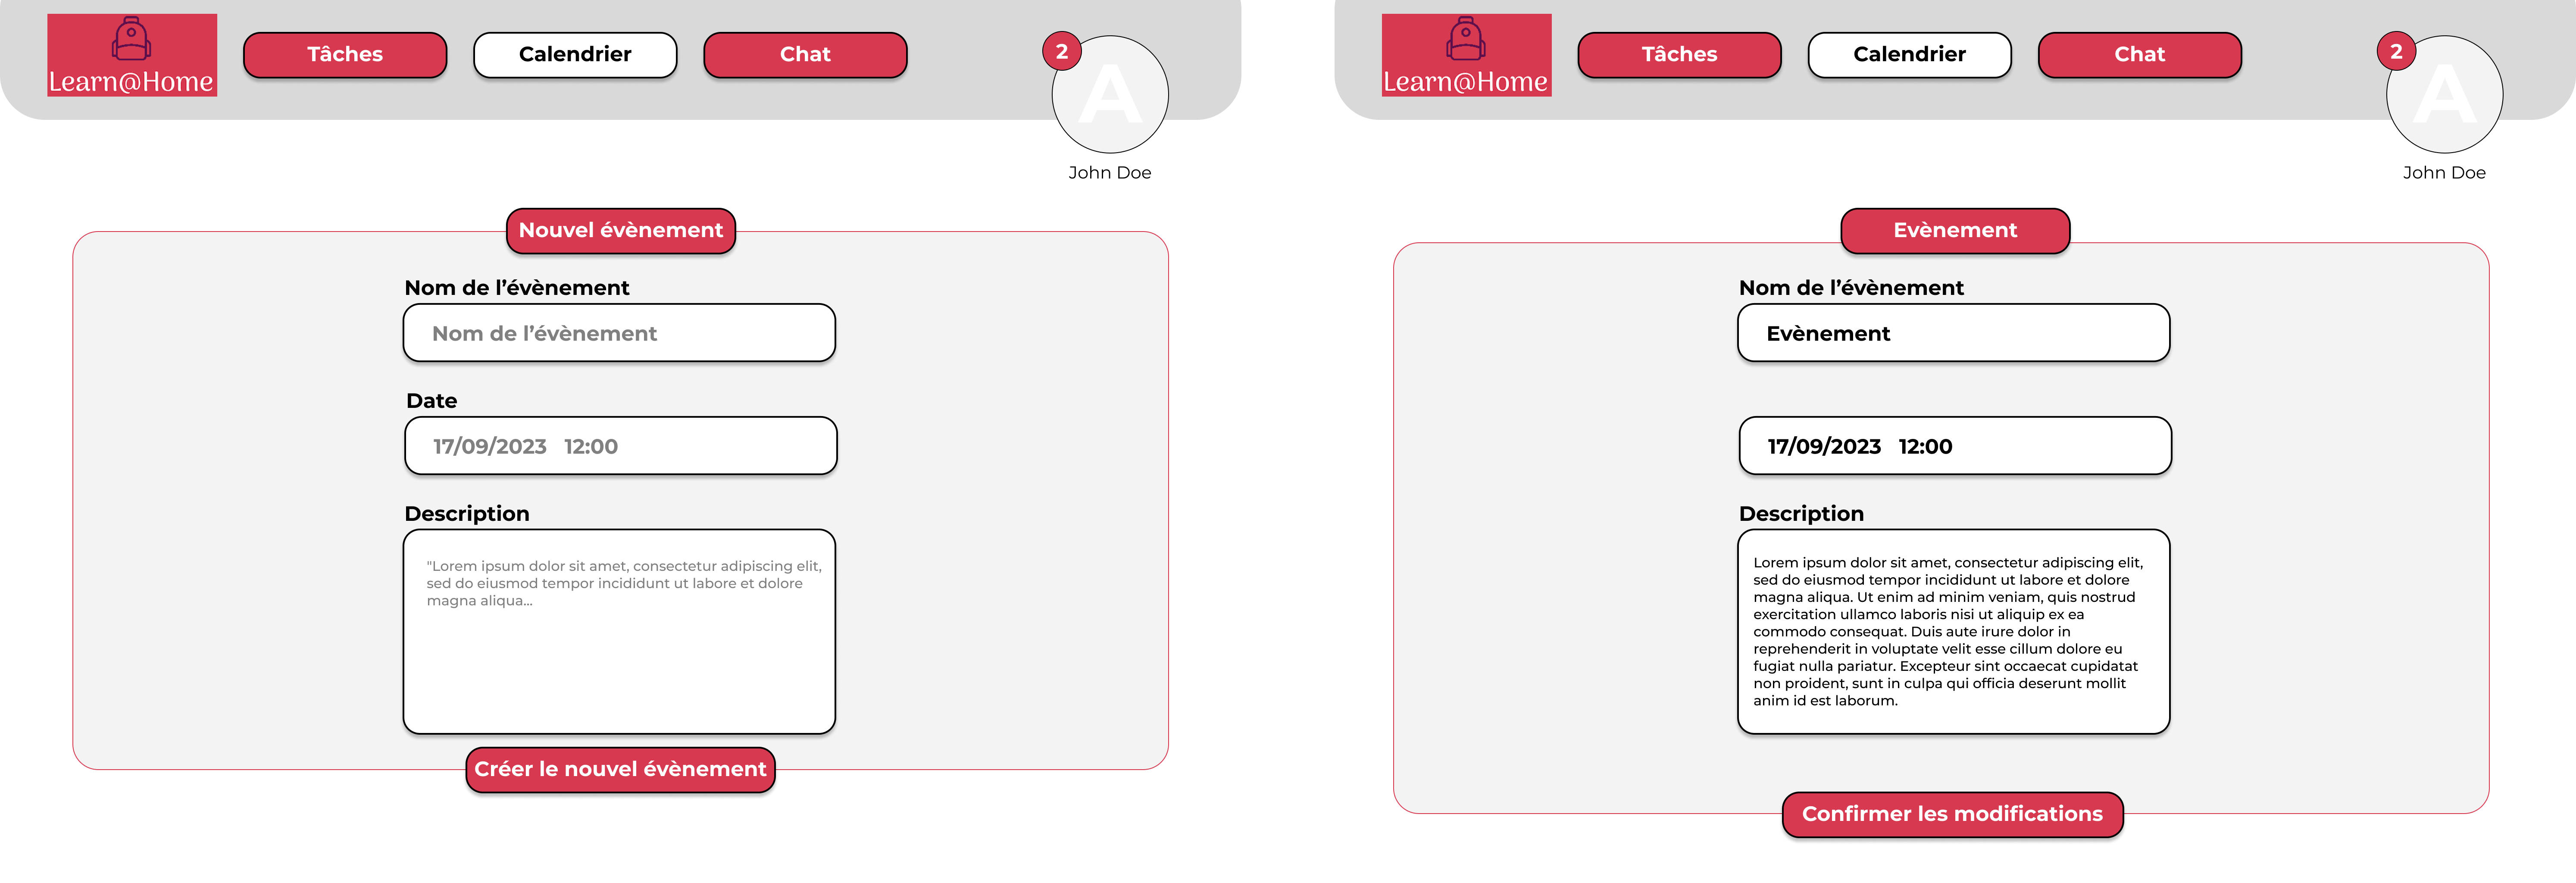 Learn@Home
Tâches
Calendrier
Chat
2
A
John Doe
Nouvel évènement
Nom de l’évènement
Nom de l’évènement
Date
17/09/2023 12:00
Description
"Lorem ipsum dolor sit amet, consectetur adipiscing elit,
sed do eiusmod tempor incididunt ut labore et dolore
magna aliqua...
Créer le nouvel évènement
Learn@Home
Tâches
Calendrier
Chat
2
A
John Doe
Evènement
Nom de l’évènement
Evènement
17/09/2023 12:00
Description
Lorem ipsum dolor sit amet, consectetur adipiscing elit,
sed do eiusmod tempor incididunt ut labore et dolore
magna aliqua. Ut enim ad minim veniam, quis nostrud
exercitation ullamco laboris nisi ut aliquip ex ea
commodo consequat. Duis aute irure dolor in
reprehenderit in voluptate velit esse cillum dolore eu
fugiat nulla pariatur. Excepteur sint occaecat cupidatat
non proident, sunt in culpa qui officia deserunt mollit
anim id est laborum.
Confirmer les modifications